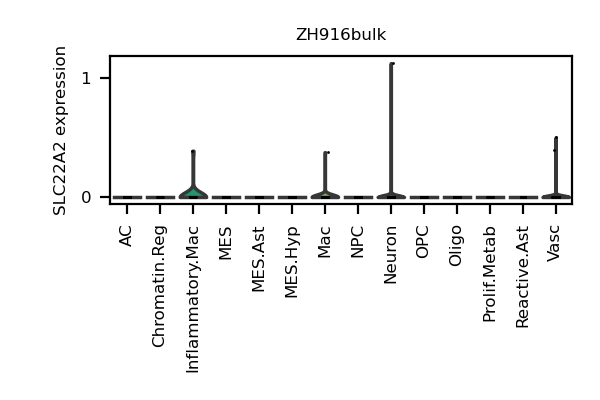 ZH916bulk
SLC22A2 expression
1
0
AC
Chromatin.Reg
Inflammatory.Mac
MES
MES.Ast
MES.Hyp
Mac
NPC
Neuron
OPC
Oligo
Prolif.Metab
Reactive.Ast
Vasc